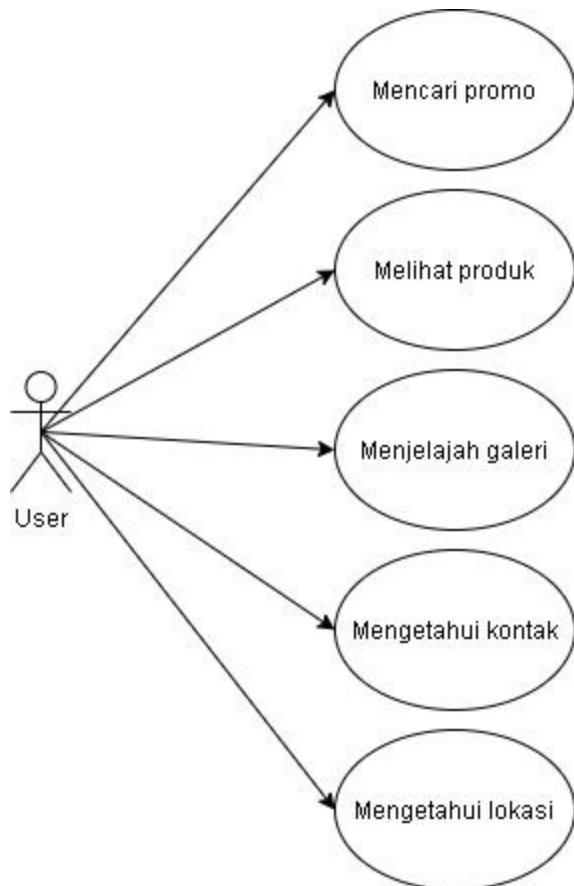 Mencari promo
Melihat produk
Menjelajah galeri
User
Mengetahui kontak
Mengetahui lokasi